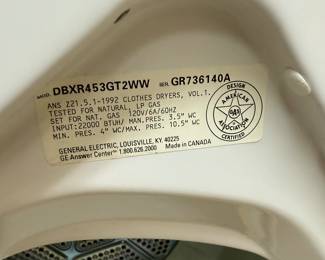 MOD. DBXR453GT2WW SER. GR736140A
ANS Z21.5.1-1992 CLOTHES DRYERS, VOL.1.
TESTED FOR NATURAL, LP GAS
SET FOR NAT. GAS 120V/6A/60HZ
INPUT:22000 BTUH/ MAN.PRES. 3.5" WC
MIN. PRES. 4" WC/MAX. PRES. 10.5" WC
GENERAL ELECTRIC, LOUISVILLE, KY. 40225
GE Answer Center 1.800.626.2000 Made in CANADA
AMERICAN GAS ASSOCIATION
DESIGN
CERTIFIED